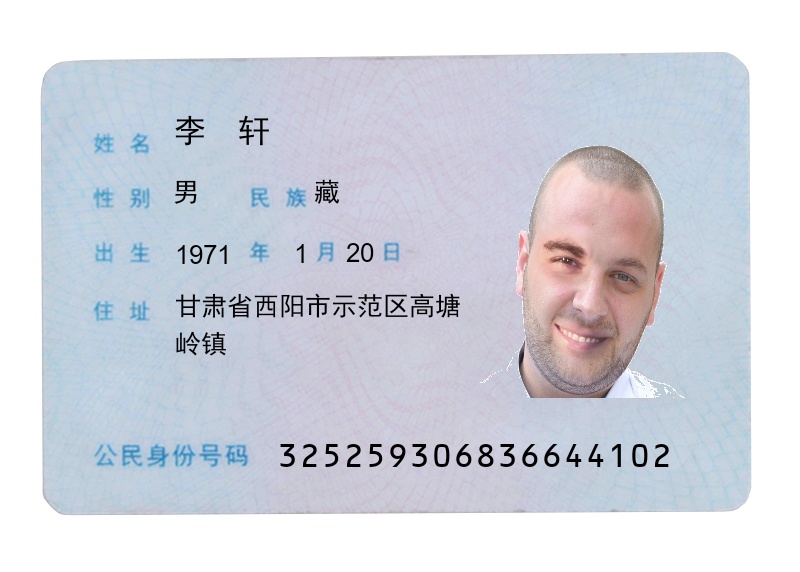 姓名 李轩
性别 男 民族 藏
出生 1971 年 1 月 20 日
住址 甘肃省西阳市示范区高塘
岭镇
公民身份号码 325259306836644102